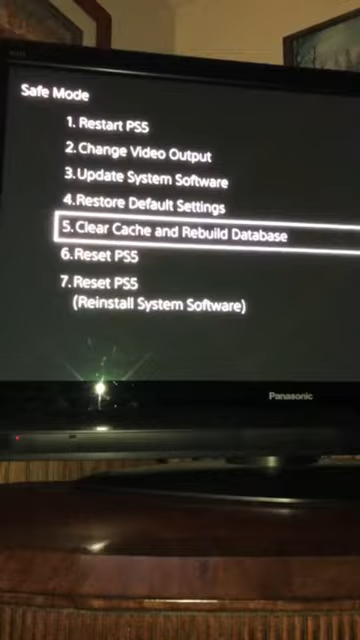 Safe Mode
1. Restart PS5
2. Change Video Output
3. Update System Software
4. Restore Default Settings
5. Clear Cache and Rebuild Database
6. Reset PS5
7. Reset PS5
(Reinstall System Software)
Panasonic